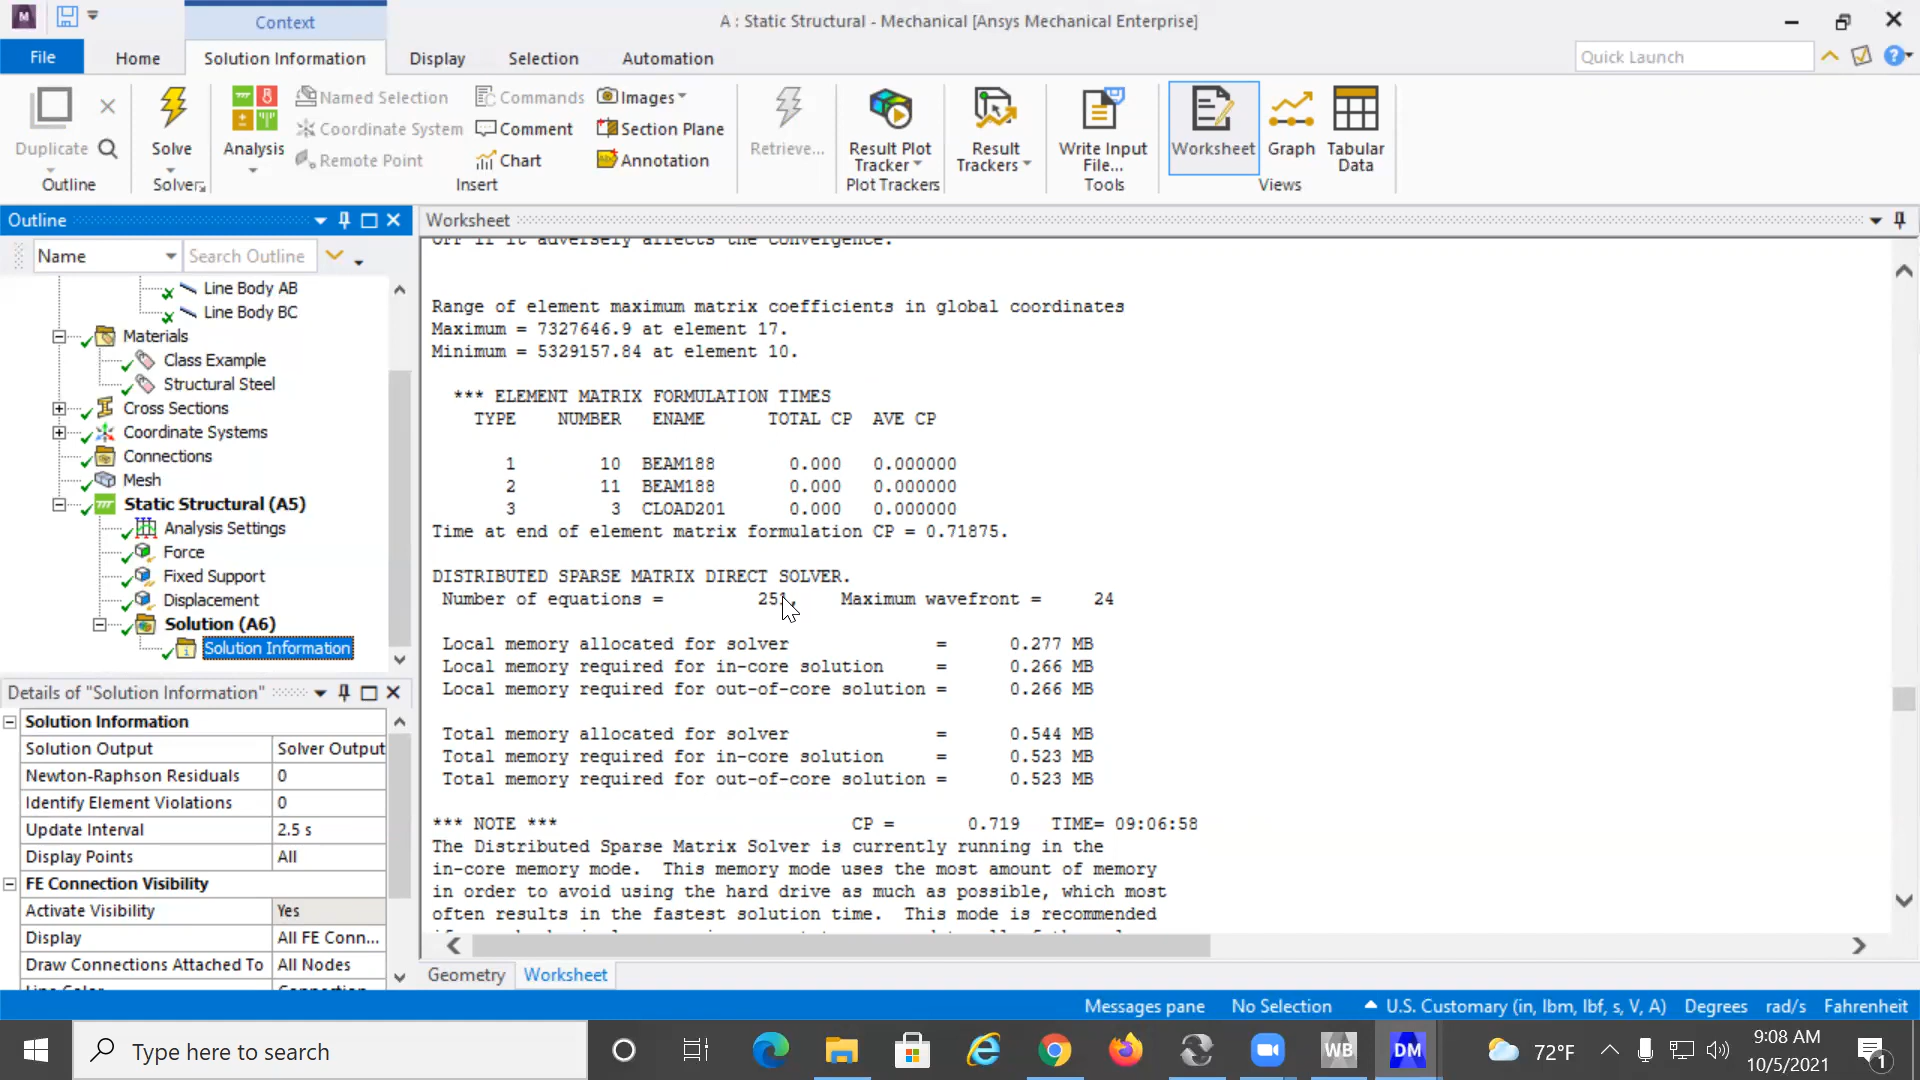 Context
A : Static Structural - Mechanical [Ansys Mechanical Enterprise]
File
Home
Solution Information
Display
Selection
Automation
Quick Launch
Duplicate
Outline
Solve
Solver
Analysis
Named Selection
Coordinate System
Remote Point
Commands
Comment
Chart
Images
Section Plane
Annotation
Insert
Retrieve...
Result Plot
Tracker
Plot Trackers
Result
Trackers
Write Input
File...
Tools
Worksheet
Graph
Tabular
Data
Views
Outline
Name
Search Outline
Line Body AB
Line Body BC
Materials
Class Example
Structural Steel
Cross Sections
Coordinate Systems
Connections
Mesh
Static Structural (A5)
Analysis Settings
Force
Fixed Support
Displacement
Solution (A6)
Solution Information
Details of "Solution Information"
Solution Information
Solution Output Solver Output
Newton-Raphson Residuals 0
Identify Element Violations 0
Update Interval 2.5 s
Display Points All
FE Connection Visibility
Activate Visibility Yes
Display All FE Conn...
Draw Connections Attached To All Nodes
Worksheet
off if it adversely affects the convergence.
Range of element maximum matrix coefficients in global coordinates
Maximum = 7327646.9 at element 17.
Minimum = 5329157.84 at element 10.
*** ELEMENT MATRIX FORMULATION TIMES
TYPE NUMBER ENAME TOTAL CP AVE CP
1 10 BEAM188 0.000 0.000000
2 11 BEAM188 0.000 0.000000
3 3 CLOAD201 0.000 0.000000
Time at end of element matrix formulation CP = 0.71875.
DISTRIBUTED SPARSE MATRIX DIRECT SOLVER.
Number of equations = Maximum wavefront = 24
Local memory allocated for solver = 0.277 MB
Local memory required for in-core solution = 0.266 MB
Local memory required for out-of-core solution = 0.266 MB
Total memory allocated for solver = 0.544 MB
Total memory required for in-core solution = 0.523 MB
Total memory required for out-of-core solution = 0.523 MB
*** NOTE *** CP = 0.719 TIME= 09:06:58
The Distributed Sparse Matrix Solver is currently running in the
in-core memory mode. This memory mode uses the most amount of memory
in order to avoid using the hard drive as much as possible, which most
often results in the fastest solution time. This mode is recommended
Geometry
Worksheet
Messages pane
No Selection
U.S. Customary (in, lbm, lbf, s, V, A)
Degrees
rad/s
Fahrenheit
Type here to search
WB
DM
72°F
9:08 AM
10/5/2021
1